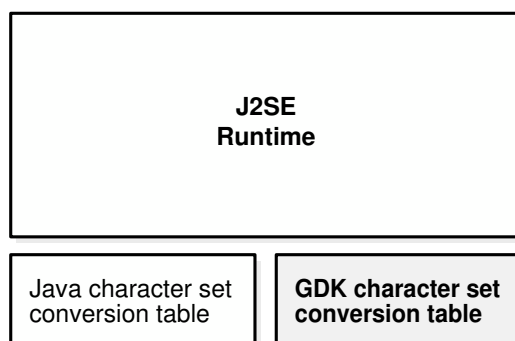 J2SE
Runtime
Java character set
conversion table
GDK character set
conversion table